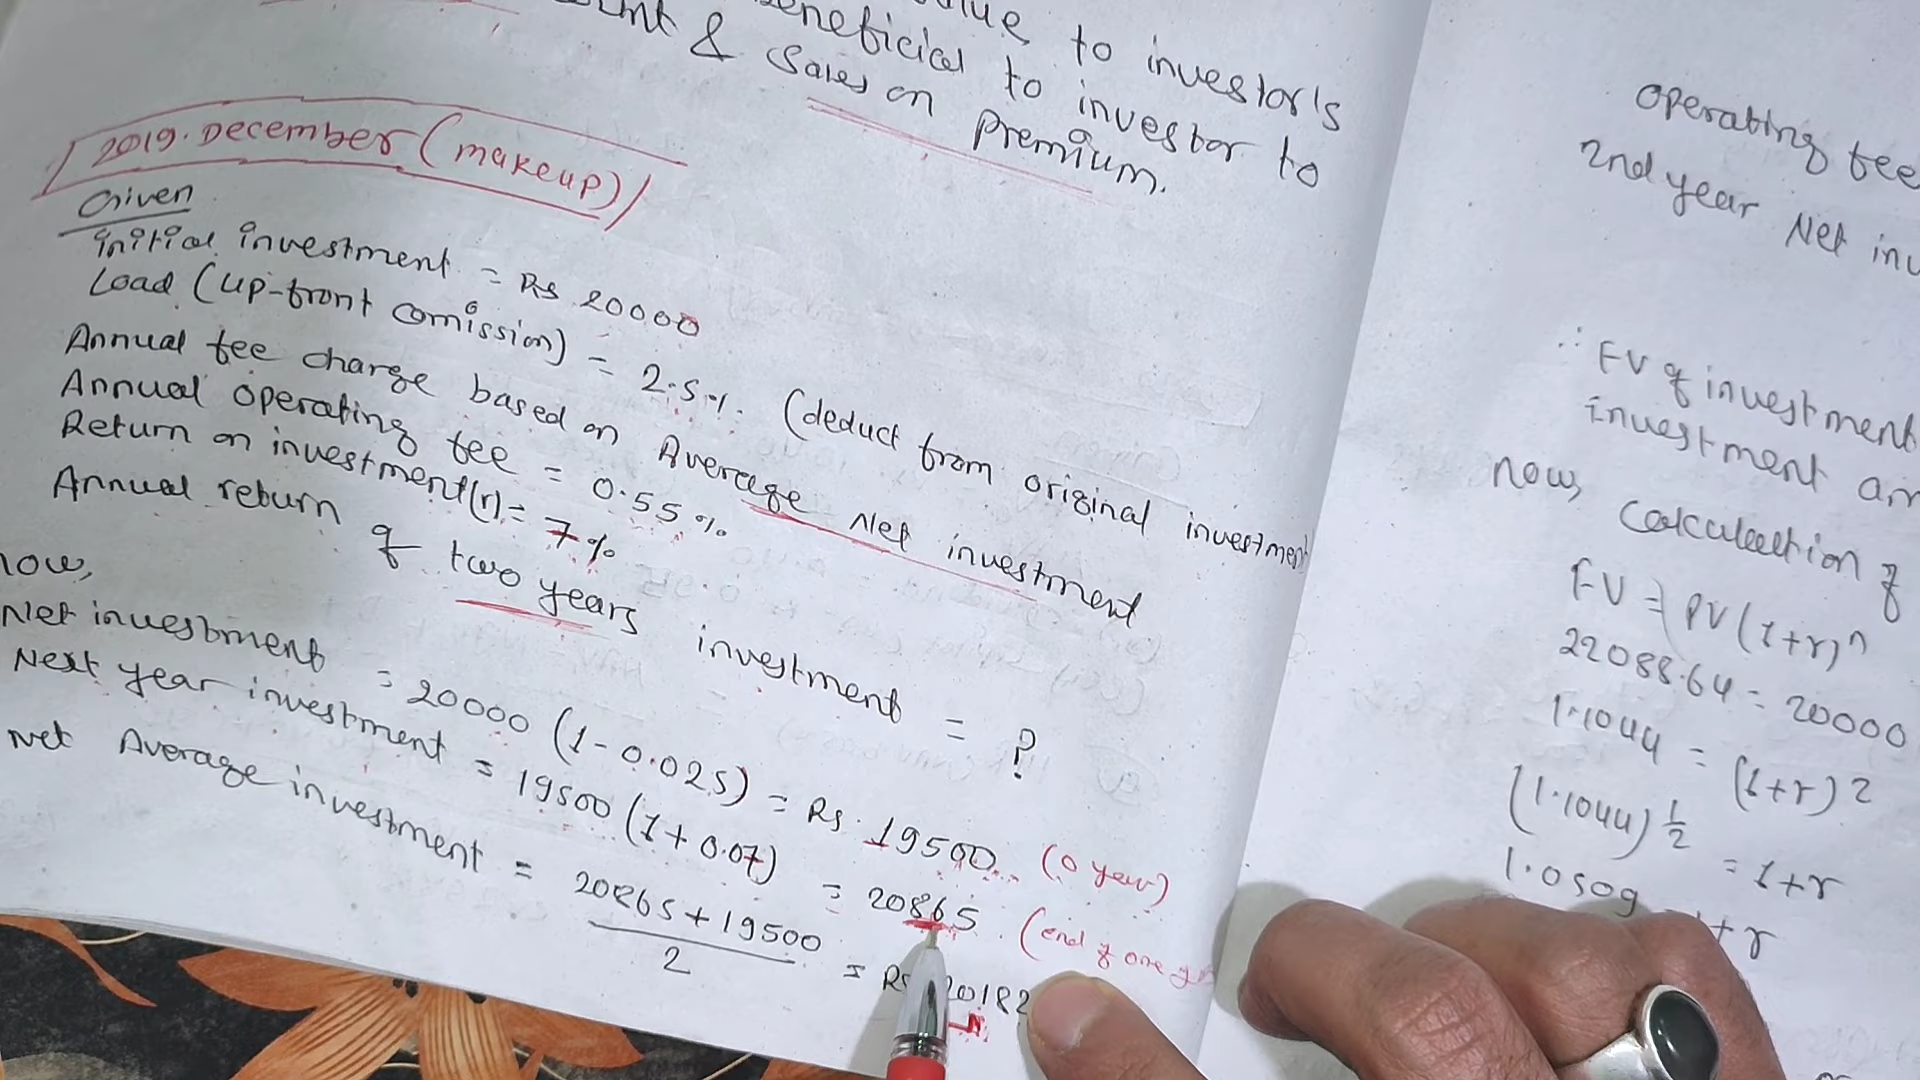 to investor's
beneficial to investor to
& Sales on Premium.
2019. December (makeup)
Given
initial investment = Rs 20000
Load (up-front comission) = 2.5%. (deduct from original investment
Annual fee charge based on Average Net investment
Annual operating fee = 0.55%
Return on investment(r) = 7%
Annual return of two years investment = ?
now,
Net investment = 20000 (1-0.025) = Rs. 19500 (0 year)
Next year investment = 19500 (1+0.07) = 20865 (end of one
Net Average investment = 20865+19500
2
= Rs 20182
operating fee
2nd year Net inv
∴ FV of investment
investment am
now, calculation of
FV = PV(1+r)^n
22088.64 = 20000
1.1044 = (1+r)2
(1.1044) 1/2 = 1+r
1.0509 +r